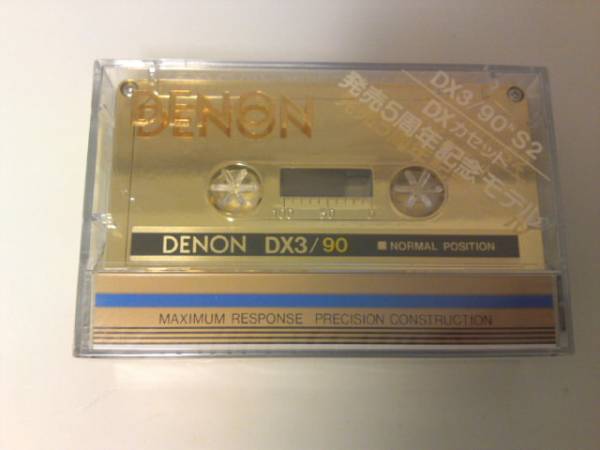 DENON
DX3/90·S2
DXカセット
発売5周年記念モデル
100 50 0
DENON DX3/90 ■ NORMAL POSITION
MAXIMUM RESPONSE PRECISION CONSTRUCTION